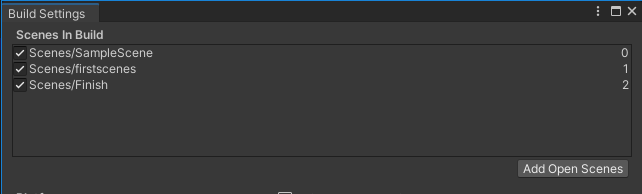 Build Settings
Scenes In Build
Scenes/SampleScene 0
Scenes/firstscenes 1
Scenes/Finish 2
Add Open Scenes